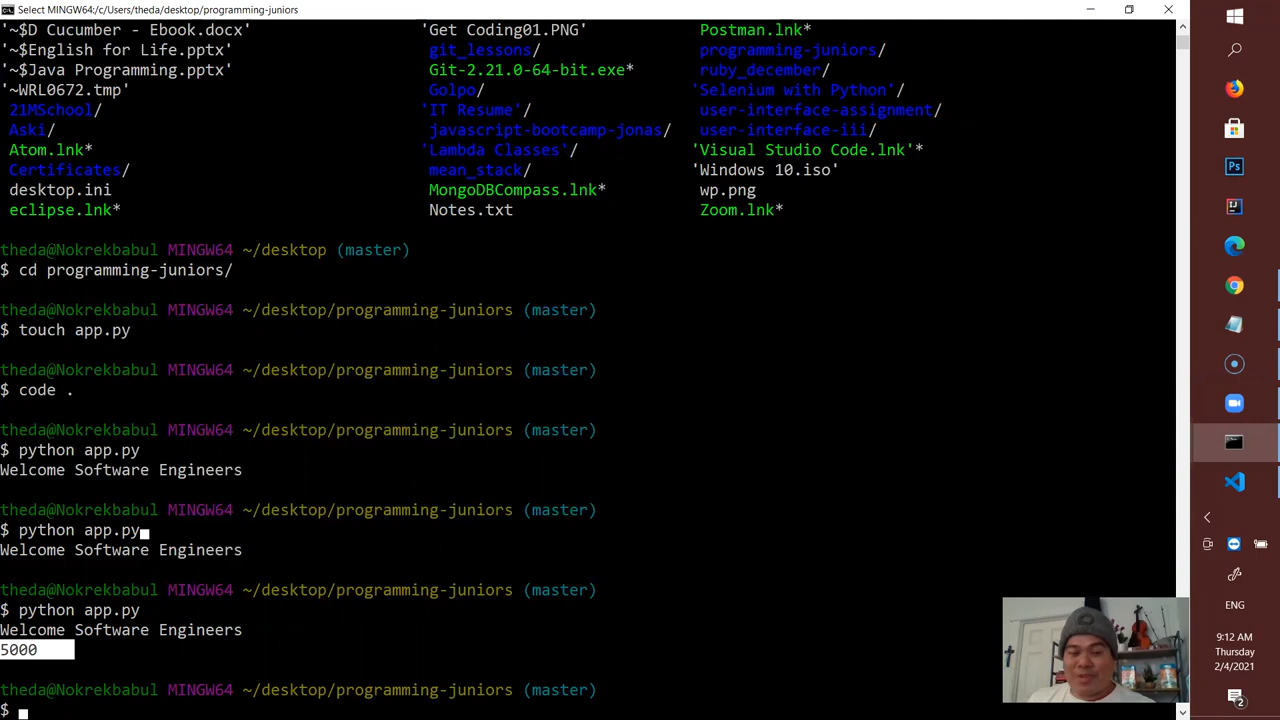 Select MINGW64:/c/Users/theda/desktop/programming-juniors
'~$D Cucumber - Ebook.docx' 'Get Coding01.PNG' Postman.lnk*
'~$English for Life.pptx' git_lessons/ programming-juniors/
'~$Java Programming.pptx' Git-2.21.0-64-bit.exe* ruby_december/
'~WRL0672.tmp' Golpo/ 'Selenium with Python'/
21MSchool/ 'IT Resume'/ user-interface-assignment/
Aski/ javascript-bootcamp-jonas/ user-interface-iii/
Atom.lnk* 'Lambda Classes'/ 'Visual Studio Code.lnk'*
Certificates/ mean_stack/ 'Windows 10.iso'
desktop.ini MongoDBCompass.lnk* wp.png
eclipse.lnk* Notes.txt Zoom.lnk*
theda@Nokrekbabul MINGW64 ~/desktop (master)
$ cd programming-juniors/
theda@Nokrekbabul MINGW64 ~/desktop/programming-juniors (master)
$ touch app.py
theda@Nokrekbabul MINGW64 ~/desktop/programming-juniors (master)
$ code .
theda@Nokrekbabul MINGW64 ~/desktop/programming-juniors (master)
$ python app.py
Welcome Software Engineers
theda@Nokrekbabul MINGW64 ~/desktop/programming-juniors (master)
$ python app.py
Welcome Software Engineers
theda@Nokrekbabul MINGW64 ~/desktop/programming-juniors (master)
$ python app.py
Welcome Software Engineers
5000
theda@Nokrekbabul MINGW64 ~/desktop/programming-juniors (master)
$
Ps
IJ
ENG
9:12 AM
Thursday
2/4/2021
2